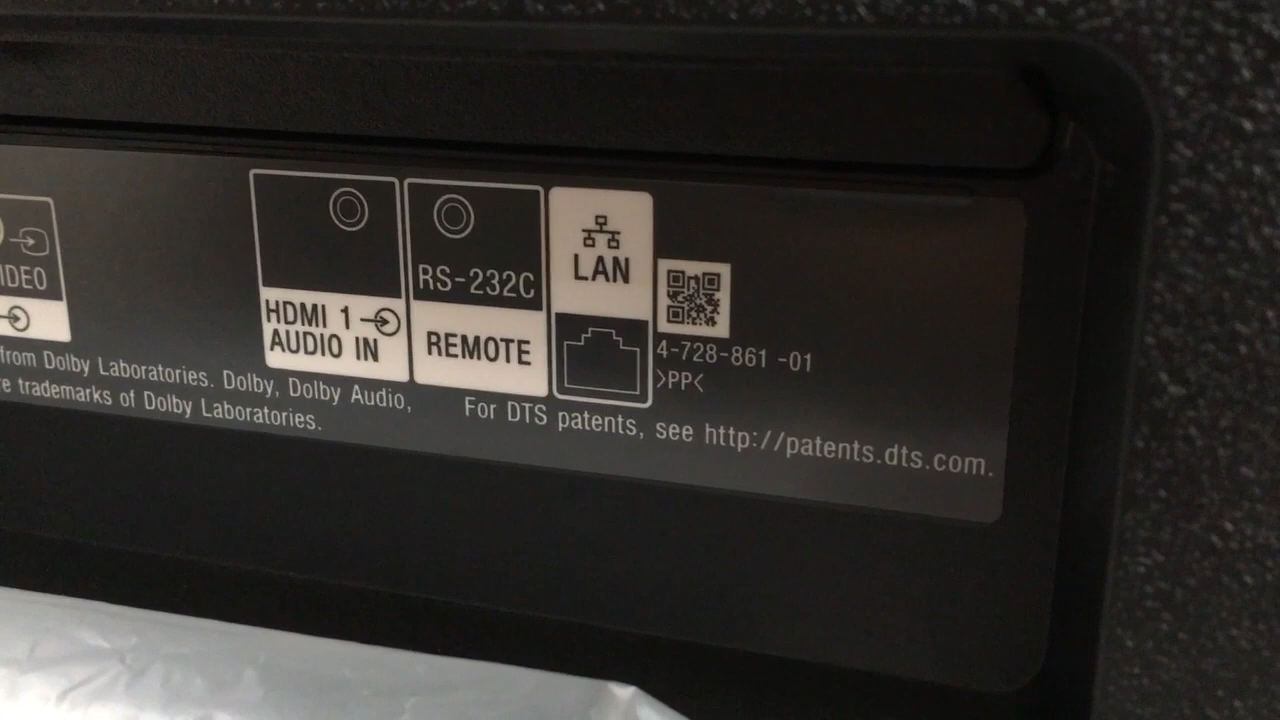 IDEO
HDMI 1
AUDIO IN
RS-232C
REMOTE
LAN
4-728-861 -01
>PP<
from Dolby Laboratories. Dolby, Dolby Audio,
re trademarks of Dolby Laboratories.
For DTS patents, see http://patents.dts.com.